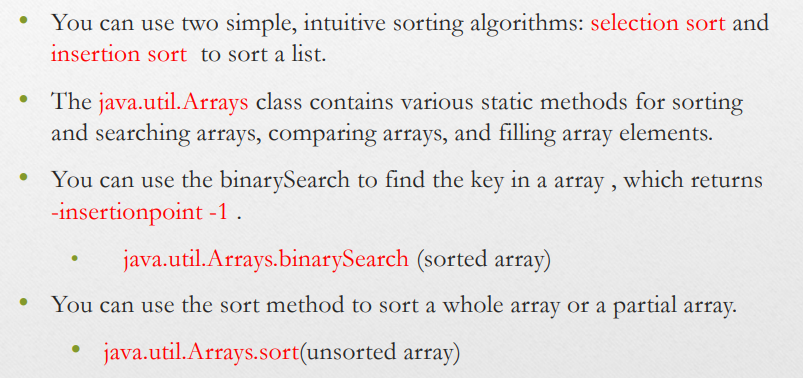 • You can use two simple, intuitive sorting algorithms: selection sort and
insertion sort to sort a list.
• The java.util.Arrays class contains various static methods for sorting
and searching arrays, comparing arrays, and filling array elements.
• You can use the binarySearch to find the key in a array , which returns
-insertionpoint -1 .
• java.util.Arrays.binarySearch (sorted array)
• You can use the sort method to sort a whole array or a partial array.
• java.util.Arrays.sort(unsorted array)